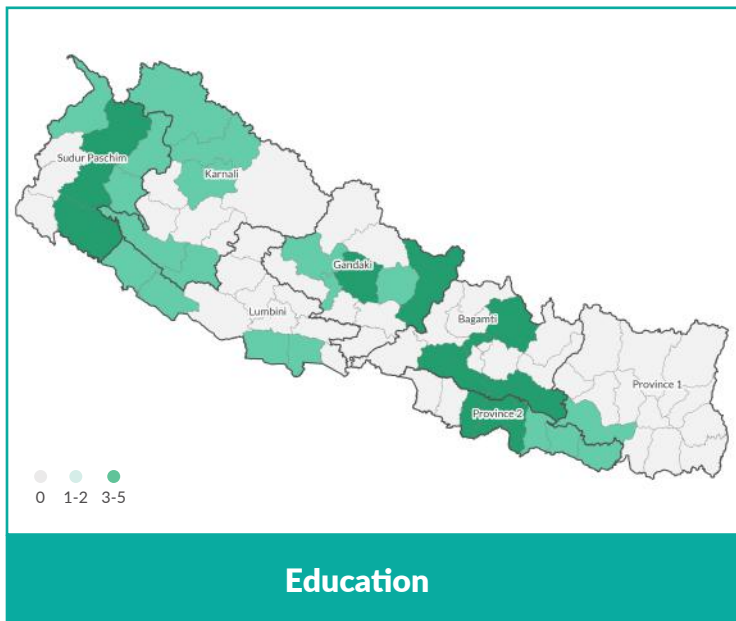 Sudur Paschim
Karnali
Gandaki
Lumbini
Bagamti
Province 1
Province 2
0 1-2 3-5
Education